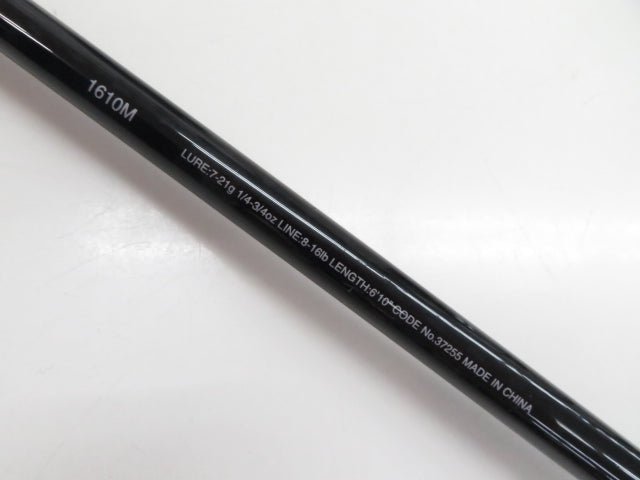 1610M
LURE:7-21g 1/4-3/4oz LINE:8-16lb LENGTH:6'10" CODE No.37255 MADE IN CHINA